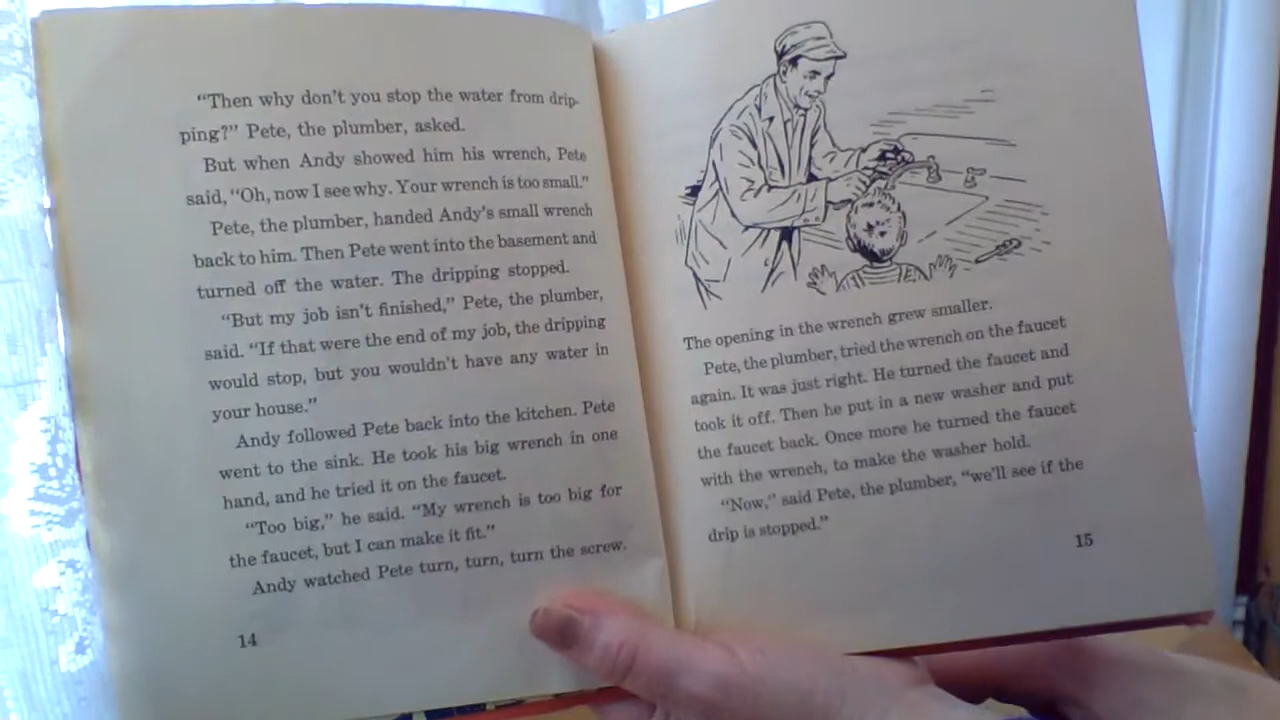 “Then why don’t you stop the water from drip-
ping?” Pete, the plumber, asked.
But when Andy showed him his wrench, Pete
said, “Oh, now I see why. Your wrench is too small.”
Pete, the plumber, handed Andy’s small wrench
back to him. Then Pete went into the basement and
turned off the water. The dripping stopped.
“But my job isn’t finished,” Pete, the plumber,
said. “If that were the end of my job, the dripping
would stop, but you wouldn’t have any water in
your house.”
Andy followed Pete back into the kitchen. Pete
went to the sink. He took his big wrench in one
hand, and he tried it on the faucet.
“Too big,” he said. “My wrench is too big for
the faucet, but I can make it fit.”
Andy watched Pete turn, turn, turn the screw.
14
The opening in the wrench grew smaller.
Pete, the plumber, tried the wrench on the faucet
again. It was just right. He turned the faucet and
took it off. Then he put in a new washer and put
the faucet back. Once more he turned the faucet
with the wrench, to make the washer hold.
“Now,” said Pete, the plumber, “we’ll see if the
drip is stopped.”
15